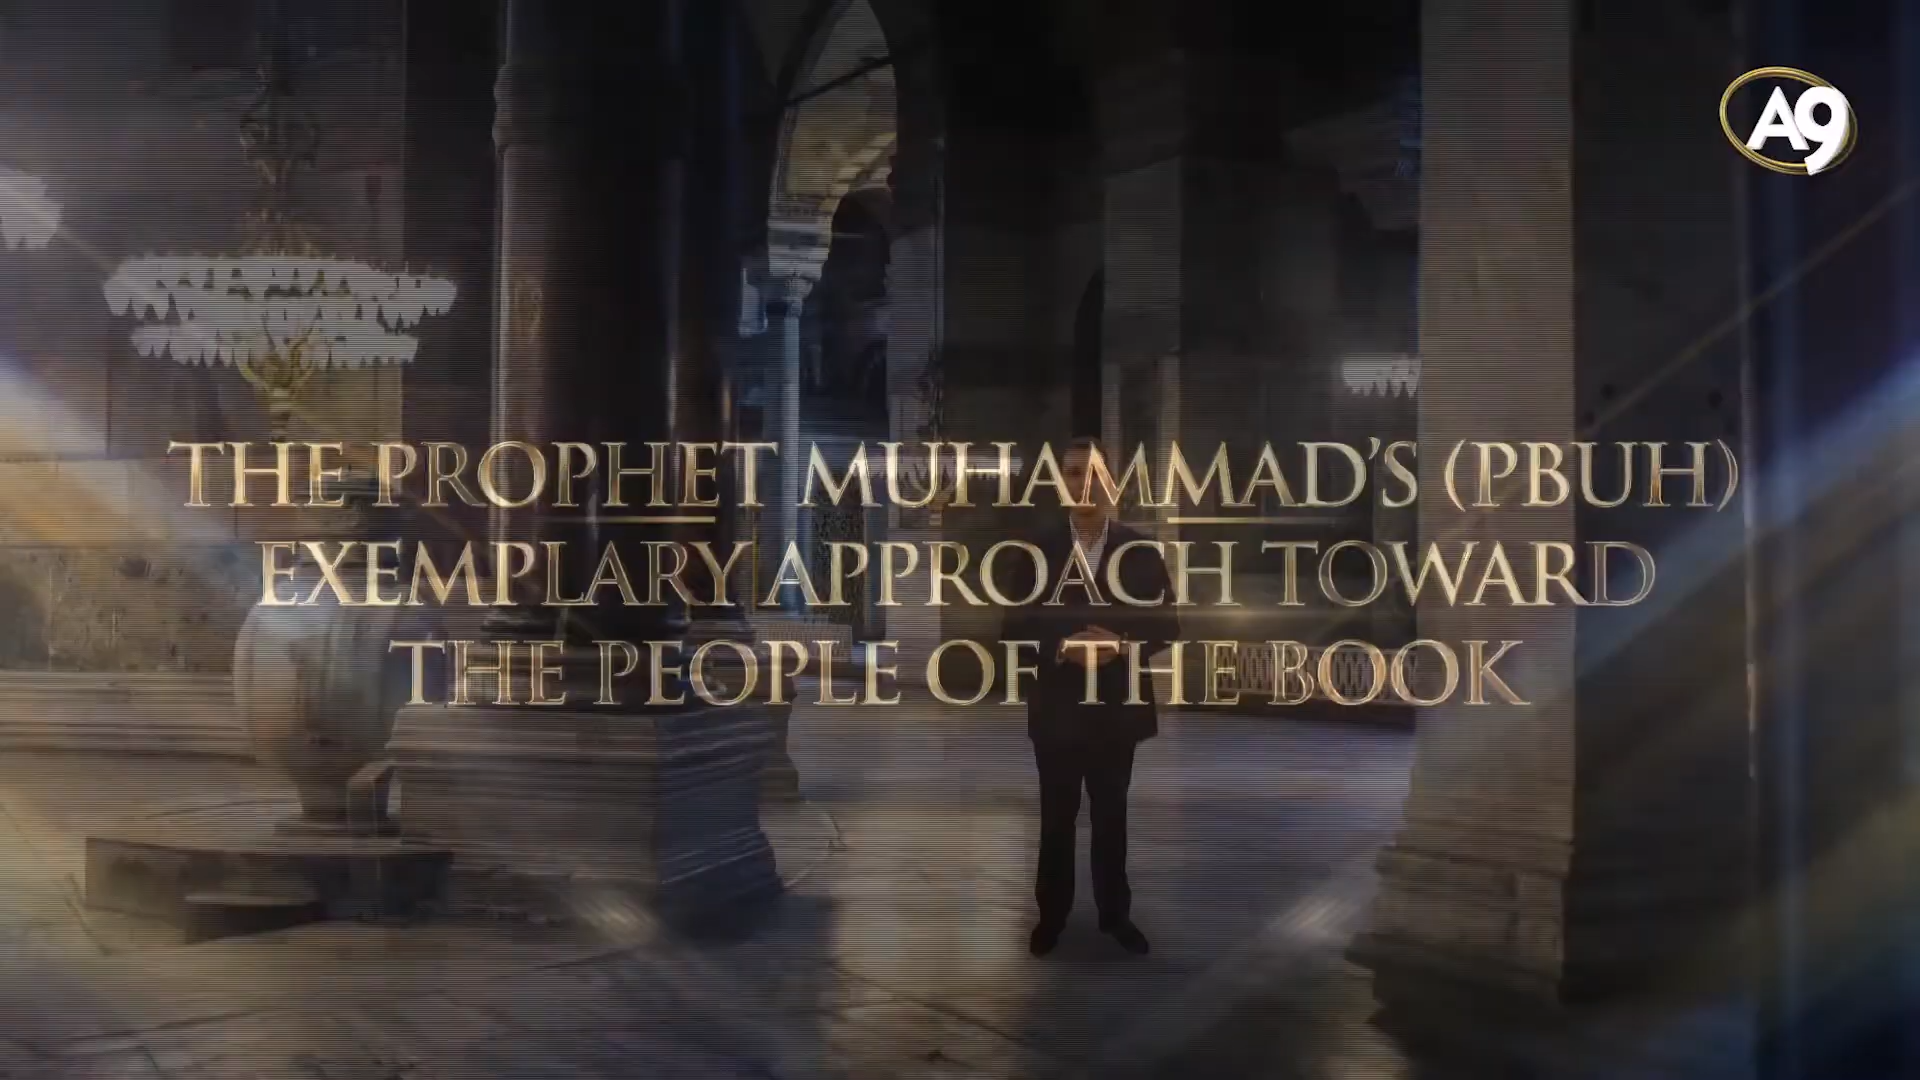 A9
THE PROPHET MUHAMMAD'S (PBUH)
EXEMPLARY APPROACH TOWARD
THE PEOPLE OF THE BOOK